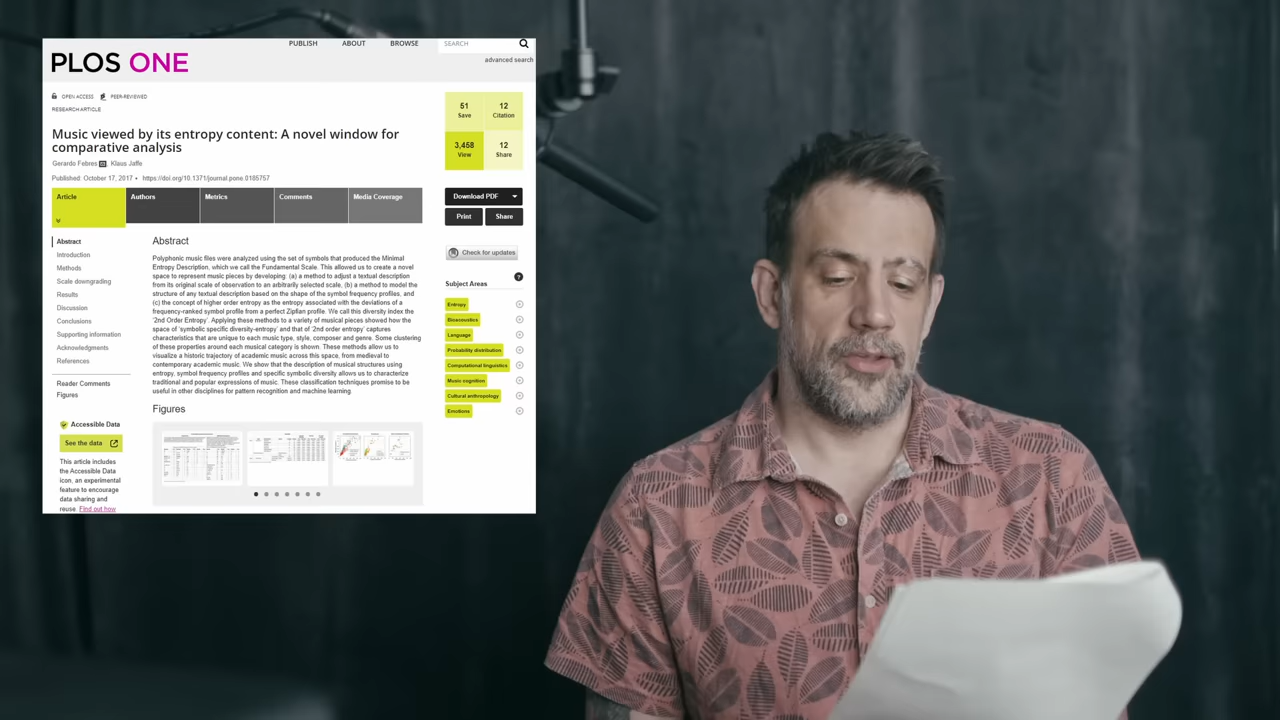 PUBLISH ABOUT BROWSE SEARCH
PLOS ONE
advanced search
OPEN ACCESS PEER-REVIEWED
RESEARCH ARTICLE
Music viewed by its entropy content: A novel window for
comparative analysis
Gerardo Febres Klaus Jaffe
Published: October 17, 2017 • https://doi.org/10.1371/journal.pone.0185757
51 12
Save Citation
3,458 12
View Share
Article Authors Metrics Comments Media Coverage
Download PDF
Print Share
Check for updates
Abstract
Introduction
Methods
Scale downgrading
Results
Discussion
Conclusions
Supporting information
Acknowledgments
References
Reader Comments
Figures
Accessible Data
See the data
This article includes
the Accessible Data
icon, an experimental
feature to encourage
data sharing and
reuse. Find out how
Abstract
Polyphonic music files were analyzed using the set of symbols that produced the Minimal
Entropy Description, which we call the Fundamental Scale. This allowed us to create a novel
space to represent music pieces by developing: (a) a method to adjust a textual description
from its original scale of observation to an arbitrarily selected scale, (b) a method to model the
structure of any textual description based on the shape of the symbol frequency profiles, and
(c) the concept of higher order entropy as the entropy associated with the deviations of a
frequency-ranked symbol profile from a perfect Zipfian profile. We call this diversity index the
'2nd Order Entropy'. Applying these methods to a variety of musical pieces showed how the
space of 'symbolic specific diversity-entropy' and that of '2nd order entropy' captures
characteristics that are unique to each music type, style, composer and genre. Some clustering
of these properties around each musical category is shown. These methods allow us to
visualize a historic trajectory of academic music across this space, from medieval to
contemporary academic music. We show that the description of musical structures using
entropy, symbol frequency profiles and specific symbolic diversity allows us to characterize
traditional and popular expressions of music. These classification techniques promise to be
useful in other disciplines for pattern recognition and machine learning.
Figures
?
Subject Areas
Entropy
Bioacoustics
Language
Probability distribution
Computational linguistics
Music cognition
Cultural anthropology
Emotions